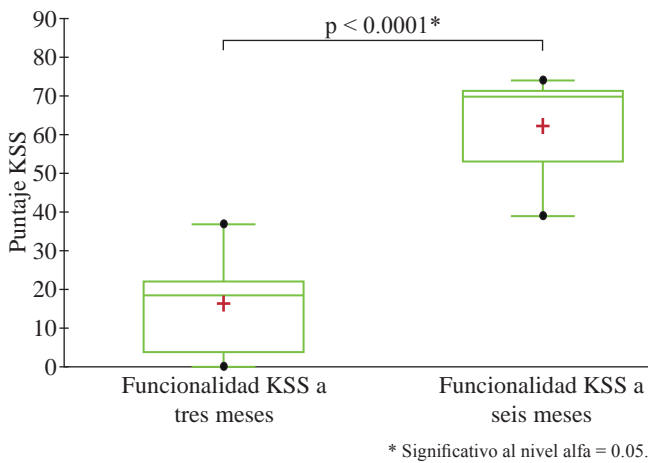 p < 0.0001*
Puntaje KSS
90
80
70
60
50
40
30
20
10
0
Funcionalidad KSS a
tres meses
Funcionalidad KSS a
seis meses
* Significativo al nivel alfa = 0.05.